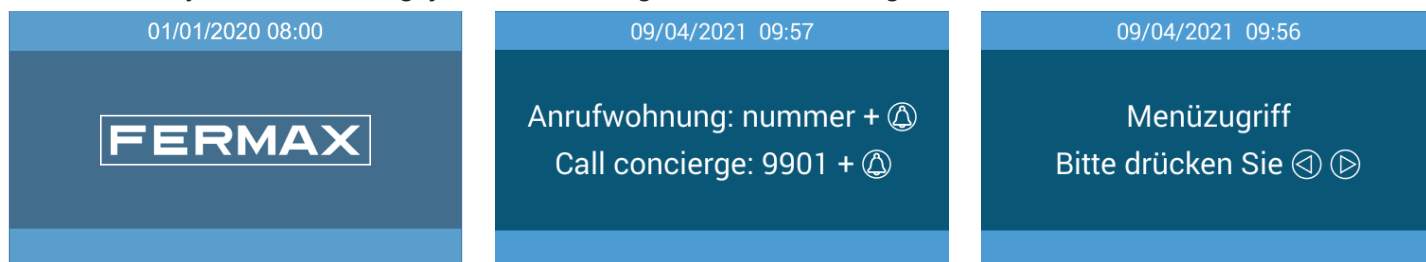 01/01/2020 08:00
FERMAX
09/04/2021 09:57
Anrufwohnung: nummer +
Call concierge: 9901 +
09/04/2021 09:56
Menüzugriff
Bitte drücken Sie